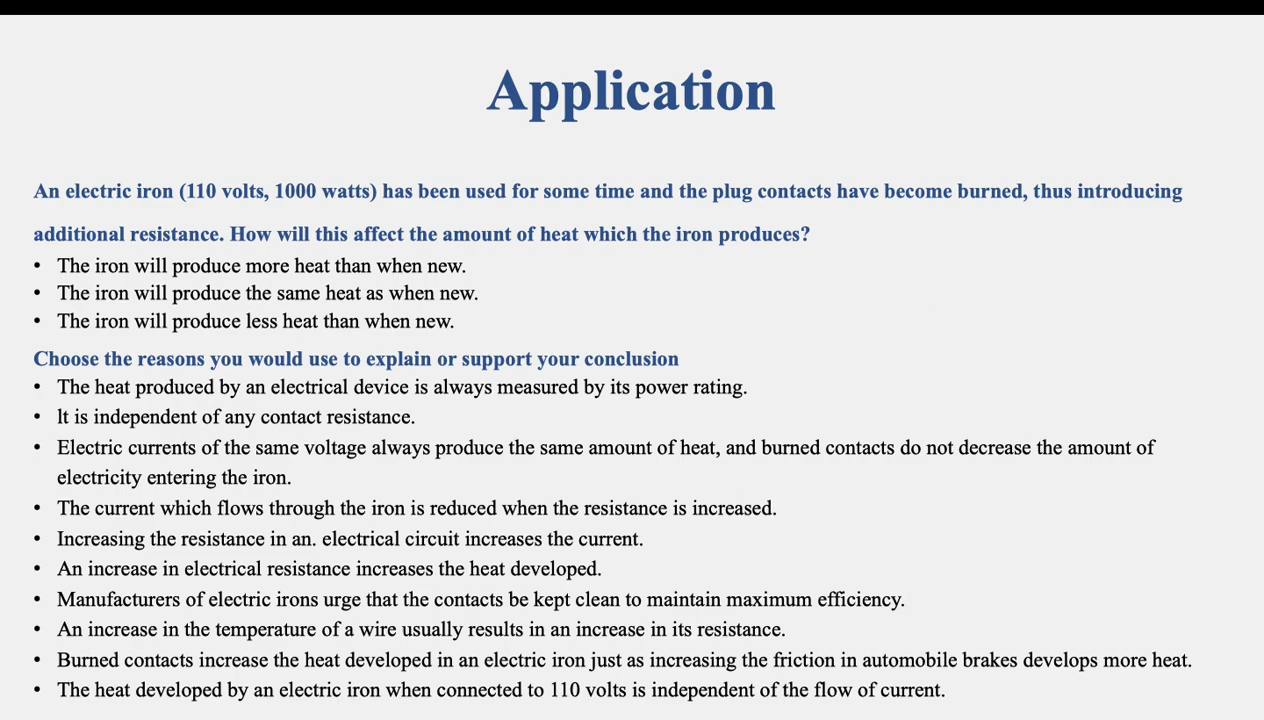 Application
An electric iron (110 volts, 1000 watts) has been used for some time and the plug contacts have become burned, thus introducing
additional resistance. How will this affect the amount of heat which the iron produces?
• The iron will produce more heat than when new.
• The iron will produce the same heat as when new.
• The iron will produce less heat than when new.
Choose the reasons you would use to explain or support your conclusion
• The heat produced by an electrical device is always measured by its power rating.
• lt is independent of any contact resistance.
• Electric currents of the same voltage always produce the same amount of heat, and burned contacts do not decrease the amount of
electricity entering the iron.
• The current which flows through the iron is reduced when the resistance is increased.
• Increasing the resistance in an. electrical circuit increases the current.
• An increase in electrical resistance increases the heat developed.
• Manufacturers of electric irons urge that the contacts be kept clean to maintain maximum efficiency.
• An increase in the temperature of a wire usually results in an increase in its resistance.
• Burned contacts increase the heat developed in an electric iron just as increasing the friction in automobile brakes develops more heat.
• The heat developed by an electric iron when connected to 110 volts is independent of the flow of current.